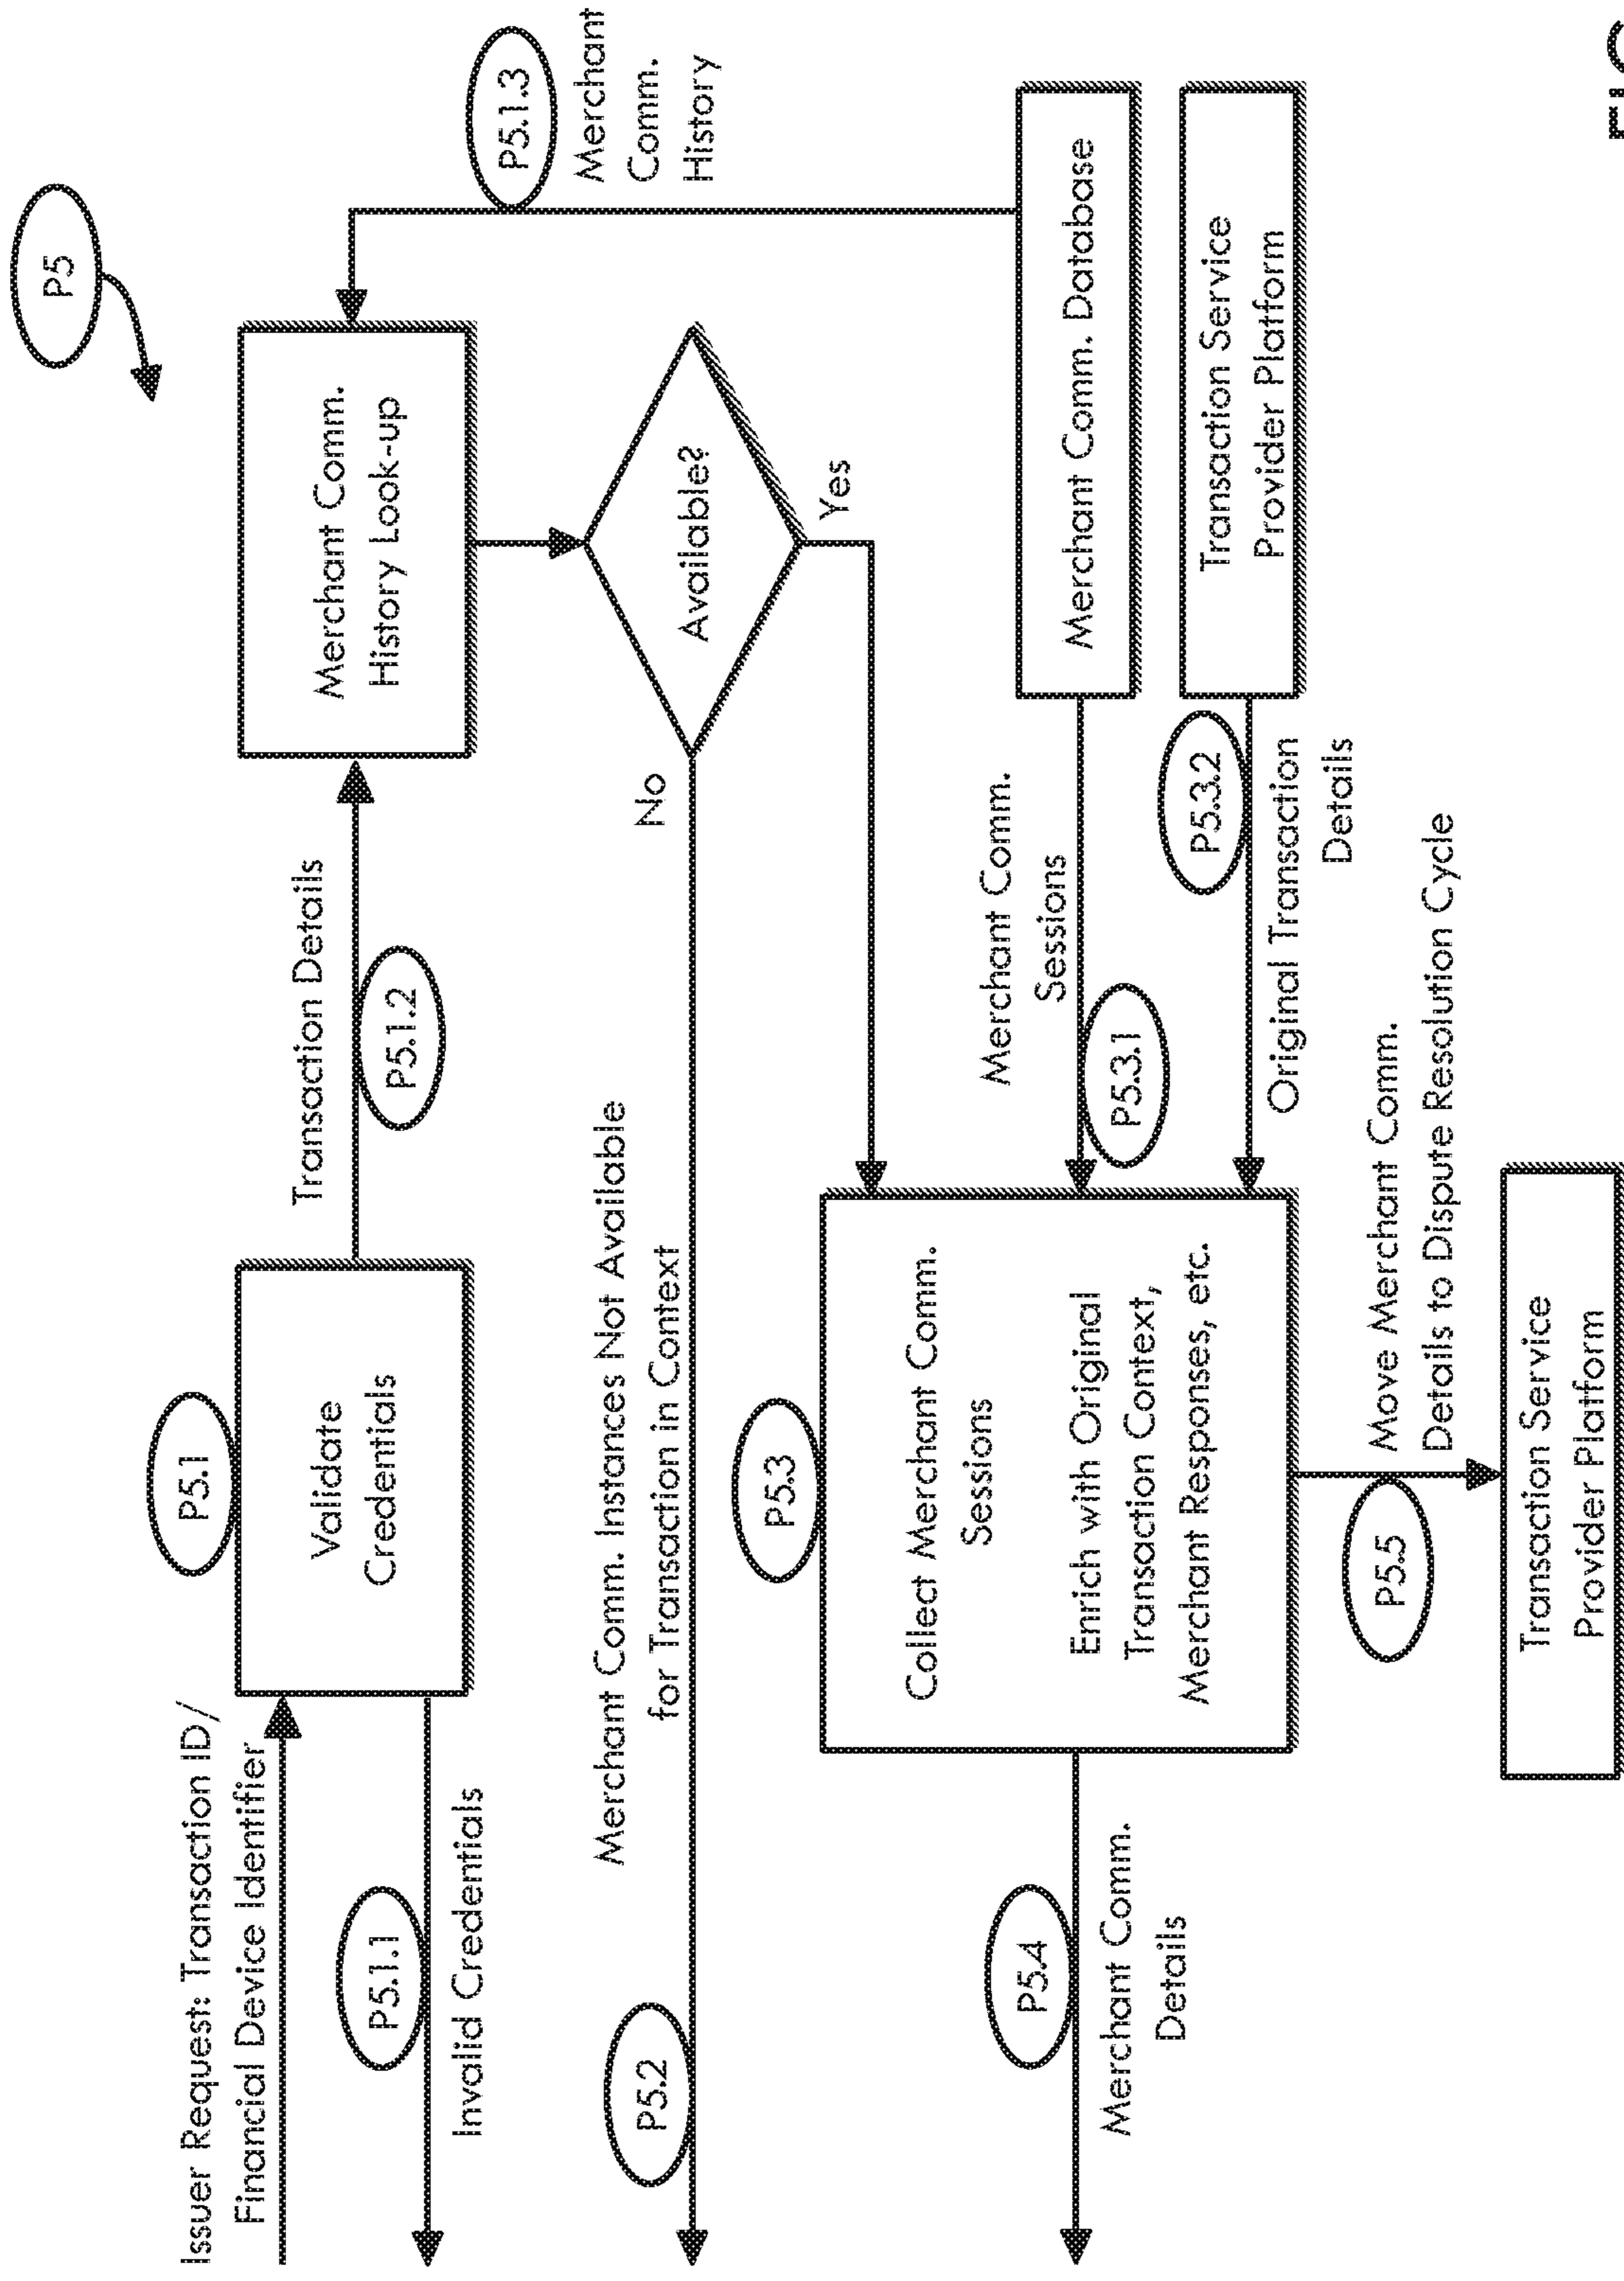 P5
Issuer Request: Transaction ID/
Financial Device Identifier
P5.1
Validate
Credentials
P5.1.1
Invalid Credentials
Transaction Details
P5.1.2
Merchant Comm.
History Look-up
P5.1.3
Merchant
Comm.
History
Available?
No
Yes
Merchant Comm. Instances Not Available
for Transaction in Context
P5.2
P5.3
Collect Merchant Comm.
Sessions
Enrich with Original
Transaction Context,
Merchant Responses, etc.
Merchant Comm.
Sessions
P5.3.1
Merchant Comm. Database
Transaction Service
Provider Platform
P5.3.2
Original Transaction
Details
P5.4
Merchant Comm.
Details
P5.5
Move Merchant Comm.
Details to Dispute Resolution Cycle
Transaction Service
Provider Platform